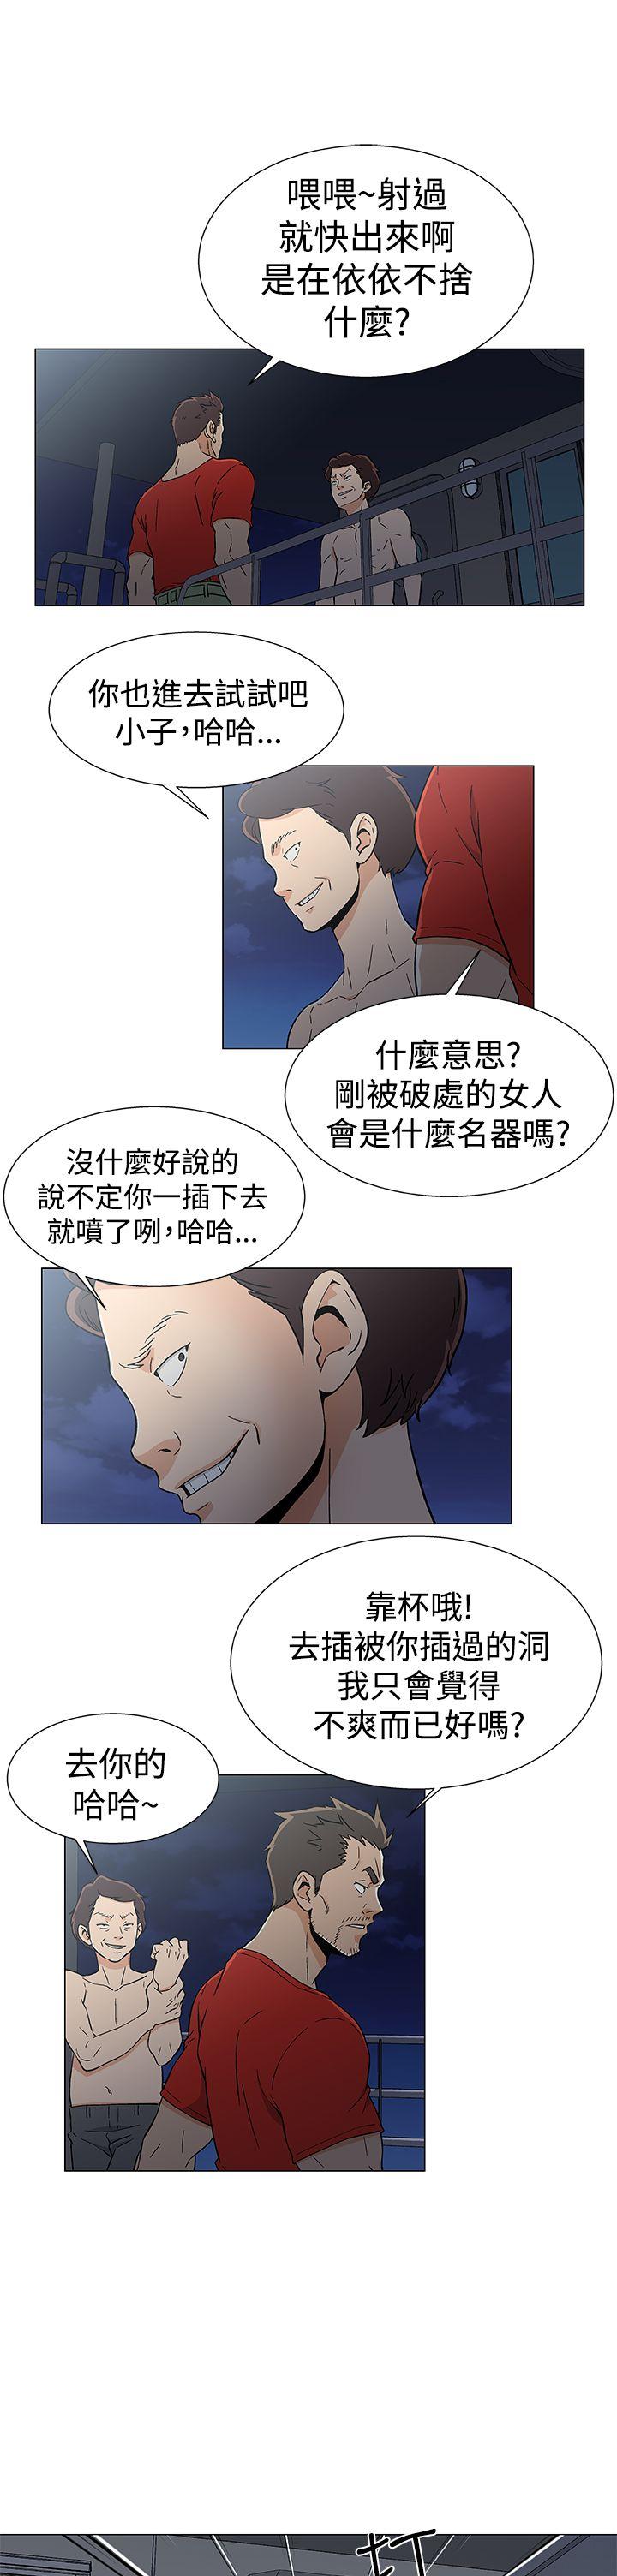 喂喂~射過
就快出來啊
是在依依不捨
什麼?
你也進去試試吧
小子,哈哈...
什麼意思?
剛被破處的女人
會是什麼名器嗎?
沒什麼好說的
說不定你一插下去
就噴了咧,哈哈...
靠杯哦!
去插被你插過的洞
我只會覺得
不爽而已好嗎?
去你的
哈哈~